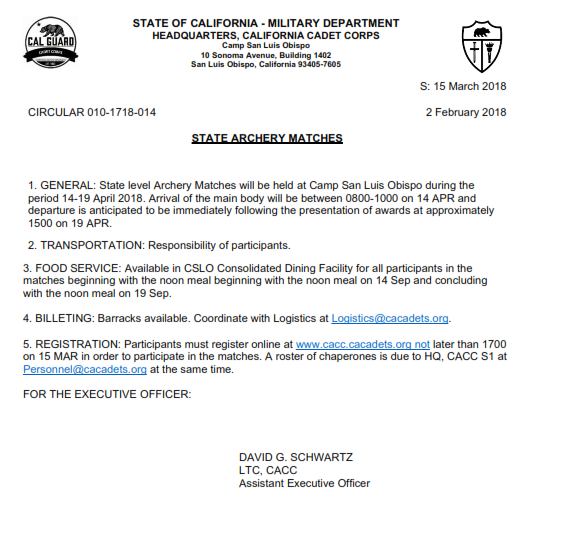 CAL GUARD
CADET CORPS
STATE OF CALIFORNIA - MILITARY DEPARTMENT
HEADQUARTERS, CALIFORNIA CADET CORPS
Camp San Luis Obispo
10 Sonoma Avenue, Building 1402
San Luis Obispo, California 93405-7605
S: 15 March 2018
CIRCULAR 010-1718-014 2 February 2018
STATE ARCHERY MATCHES
1. GENERAL: State level Archery Matches will be held at Camp San Luis Obispo during the
period 14-19 April 2018. Arrival of the main body will be between 0800-1000 on 14 APR and
departure is anticipated to be immediately following the presentation of awards at approximately
1500 on 19 APR.
2. TRANSPORTATION: Responsibility of participants.
3. FOOD SERVICE: Available in CSLO Consolidated Dining Facility for all participants in the
matches beginning with the noon meal beginning with the noon meal on 14 Sep and concluding
with the noon meal on 19 Sep.
4. BILLETING: Barracks available. Coordinate with Logistics at Logistics@cacadets.org.
5. REGISTRATION: Participants must register online at www.cacc.cacadets.org not later than 1700
on 15 MAR in order to participate in the matches. A roster of chaperones is due to HQ, CACC S1 at
Personnel@cacadets.org at the same time.
FOR THE EXECUTIVE OFFICER:
DAVID G. SCHWARTZ
LTC, CACC
Assistant Executive Officer